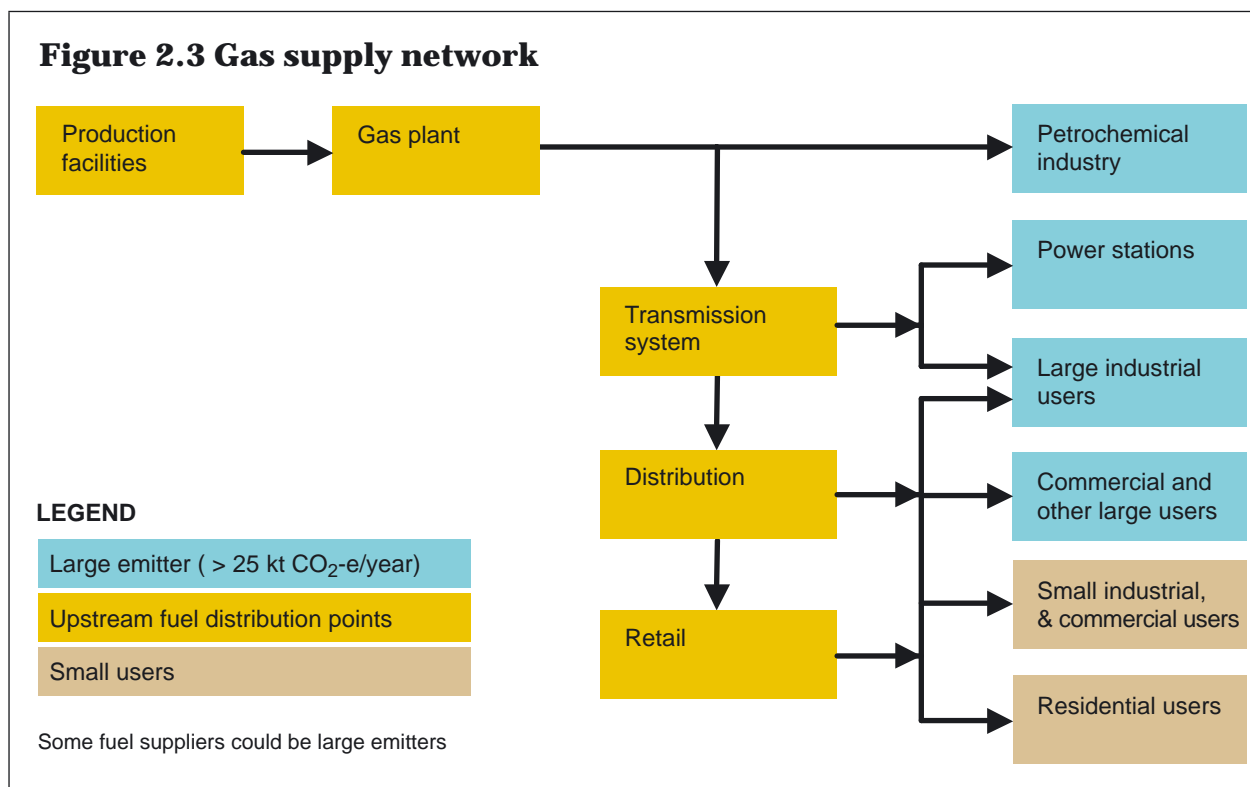 Figure 2.3 Gas supply network
Production
facilities
Gas plant
Petrochemical
industry
Power stations
Transmission
system
Large industrial
users
Distribution
Commercial and
other large users
Small industrial,
& commercial users
Retail
Residential users
LEGEND
Large emitter ( > 25 kt CO₂-e/year)
Upstream fuel distribution points
Small users
Some fuel suppliers could be large emitters